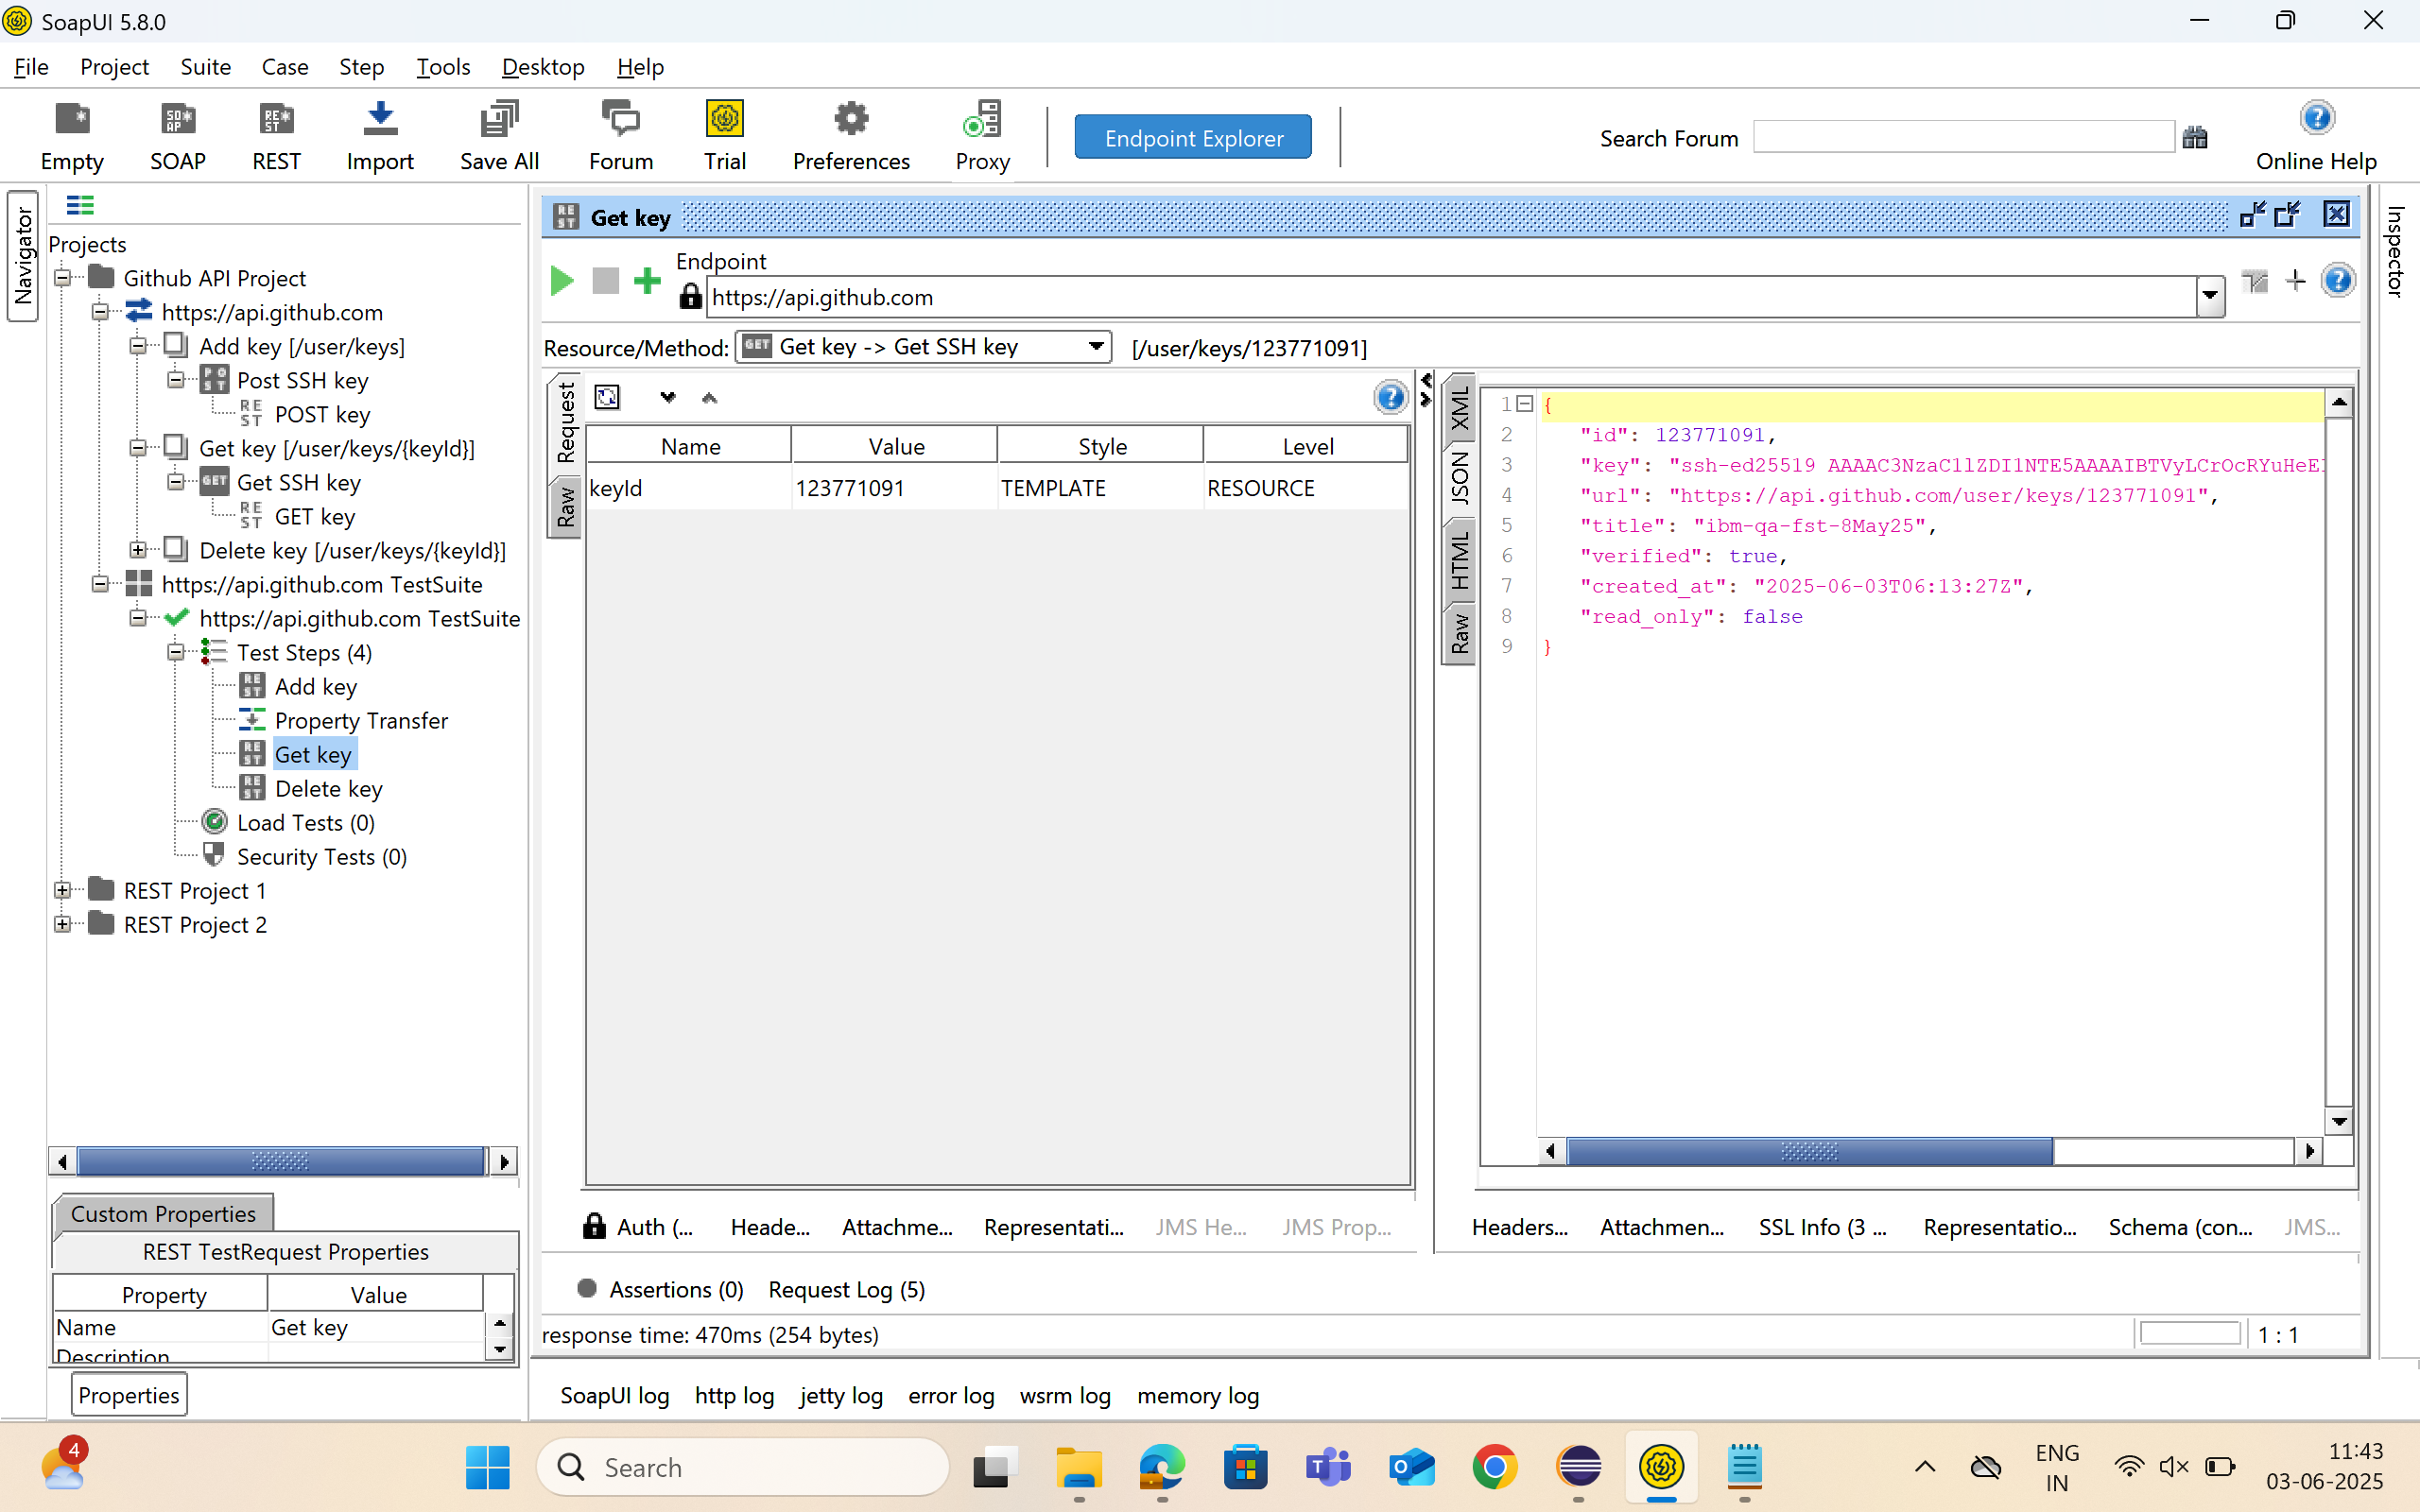 SoapUI 5.8.0
File Project Suite Case Step Tools Desktop Help
Empty SOAP REST Import Save All Forum Trial Preferences Proxy Endpoint Explorer Search Forum Online Help
Navigator
Projects
Github API Project
https://api.github.com
Add key [/user/keys]
Post SSH key
POST key
Get key [/user/keys/{keyId}]
Get SSH key
GET key
Delete key [/user/keys/{keyId}]
https://api.github.com TestSuite
https://api.github.com TestSuite
Test Steps (4)
Add key
Property Transfer
Get key
Delete key
Load Tests (0)
Security Tests (0)
REST Project 1
REST Project 2
Custom Properties
REST TestRequest Properties
Property Value
Name Get key
Description
Properties
Get key
Endpoint
https://api.github.com
Resource/Method: GET Get key -> Get SSH key [/user/keys/123771091]
Request
Raw
Name Value Style Level
keyId 123771091 TEMPLATE RESOURCE
XML
JSON
HTML
Raw
1 {
2 "id": 123771091,
3 "key": "ssh-ed25519 AAAAC3NzaC1lZDI1NTE5AAAAIBTVyLCrOcRYuHeE
4 "url": "https://api.github.com/user/keys/123771091",
5 "title": "ibm-qa-fst-8May25",
6 "verified": true,
7 "created_at": "2025-06-03T06:13:27Z",
8 "read_only": false
9 }
Auth (... Heade... Attachme... Representati... JMS He... JMS Prop...
Headers... Attachmen... SSL Info (3 ... Representatio... Schema (con... JMS...
Assertions (0) Request Log (5)
response time: 470ms (254 bytes)
1 : 1
SoapUI log http log jetty log error log wsrm log memory log
Inspector
4
Search
ENG
IN
11:43
03-06-2025